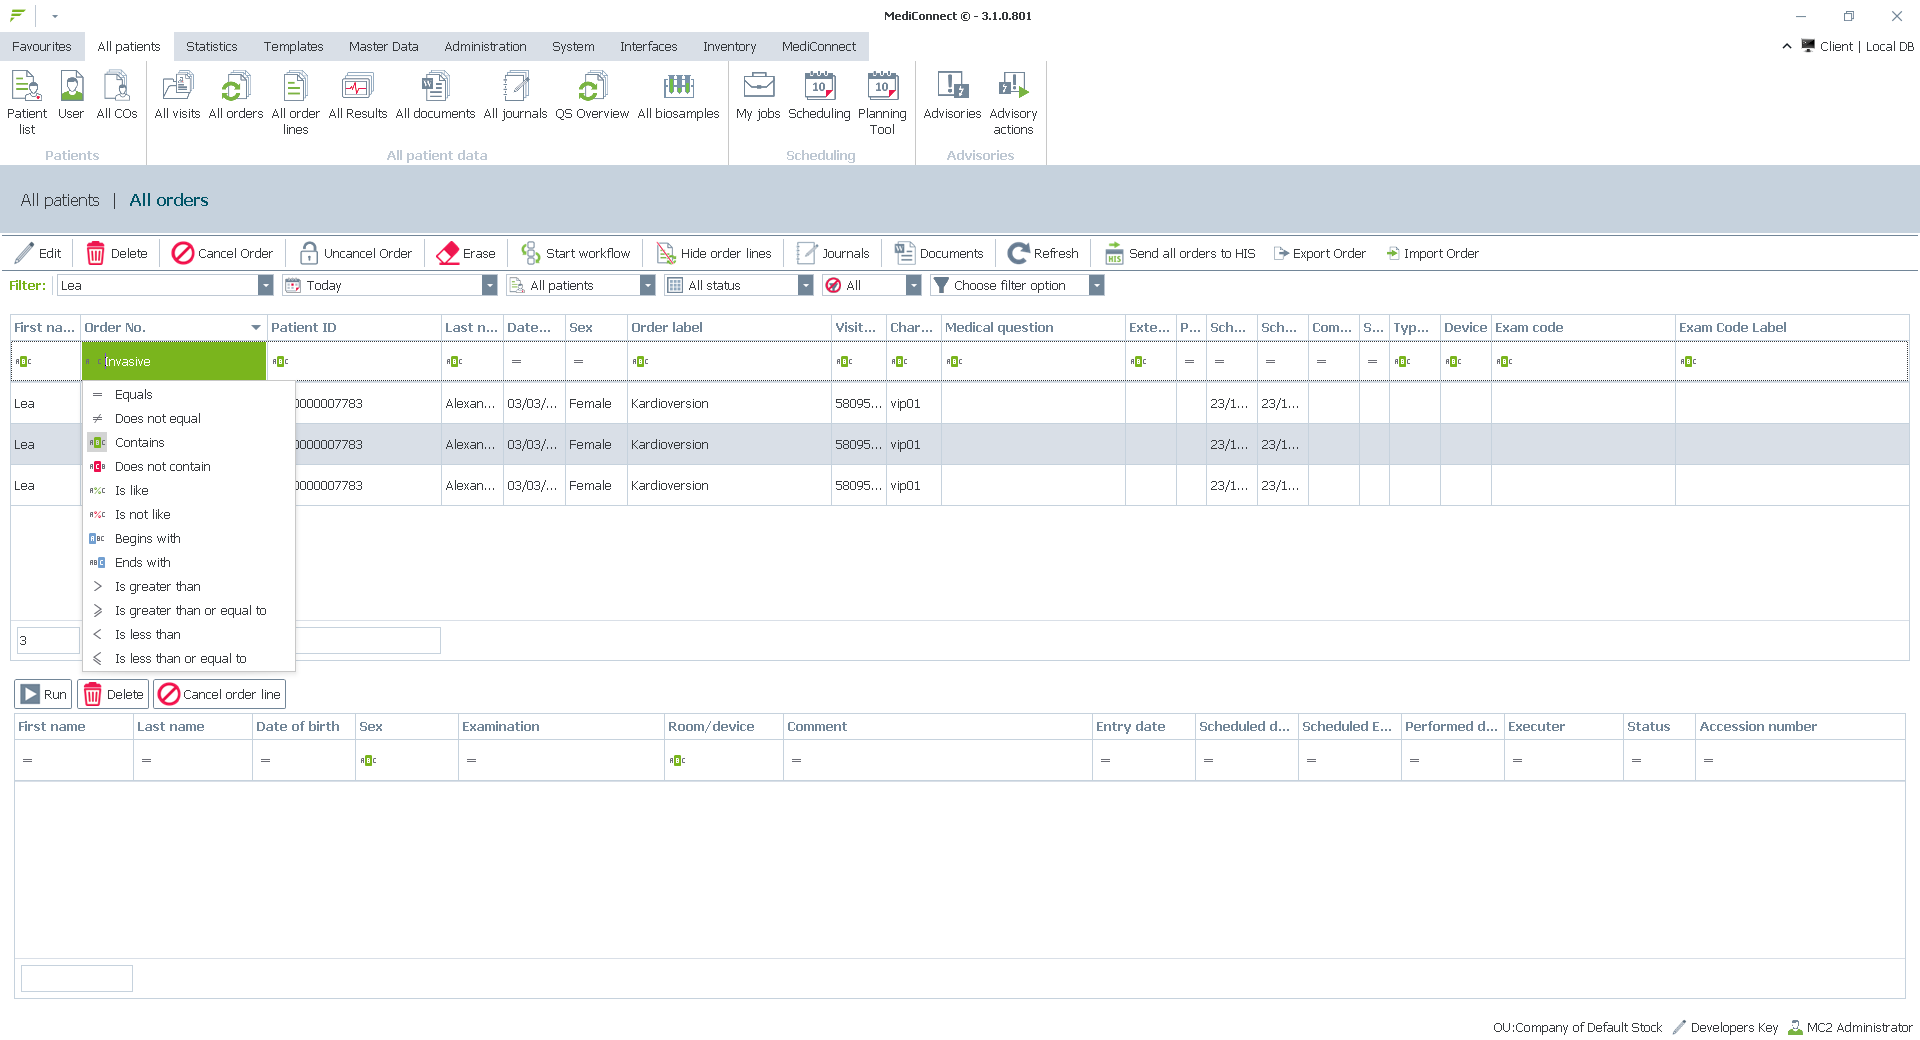 MediConnect © - 3.1.0.801
Favourites All patients Statistics Templates Master Data Administration System Interfaces Inventory MediConnect
Client | Local DB
Patient list User All COs All visits All orders All order lines All Results All documents All journals QS Overview All biosamples My jobs Scheduling Planning Tool Advisories Advisory actions
Patients All patient data Scheduling Advisories
All patients | All orders
Edit Delete Cancel Order Uncancel Order Erase Start workflow Hide order lines Journals Documents Refresh Send all orders to HIS Export Order Import Order
Filter: Lea Today All patients All status All Choose filter option
First na... Order No. Patient ID Last n... Date... Sex Order label Visit... Char... Medical question Exte... P... Sch... Sch... Com... S... Typ... Device Exam code Exam Code Label
Invasive
Equals
Lea 0000007783 Alexan... 03/03/... Female Kardioversion 58095... vip01 23/1... 23/1...
Does not equal
Contains
Lea 0000007783 Alexan... 03/03/... Female Kardioversion 58095... vip01 23/1... 23/1...
Does not contain
Is like
Lea 0000007783 Alexan... 03/03/... Female Kardioversion 58095... vip01 23/1... 23/1...
Is not like
Begins with
Ends with
Is greater than
Is greater than or equal to
Is less than
3
Is less than or equal to
Run Delete Cancel order line
First name Last name Date of birth Sex Examination Room/device Comment Entry date Scheduled d... Scheduled E... Performed d... Executer Status Accession number
OU:Company of Default Stock Developers Key MC2 Administrator